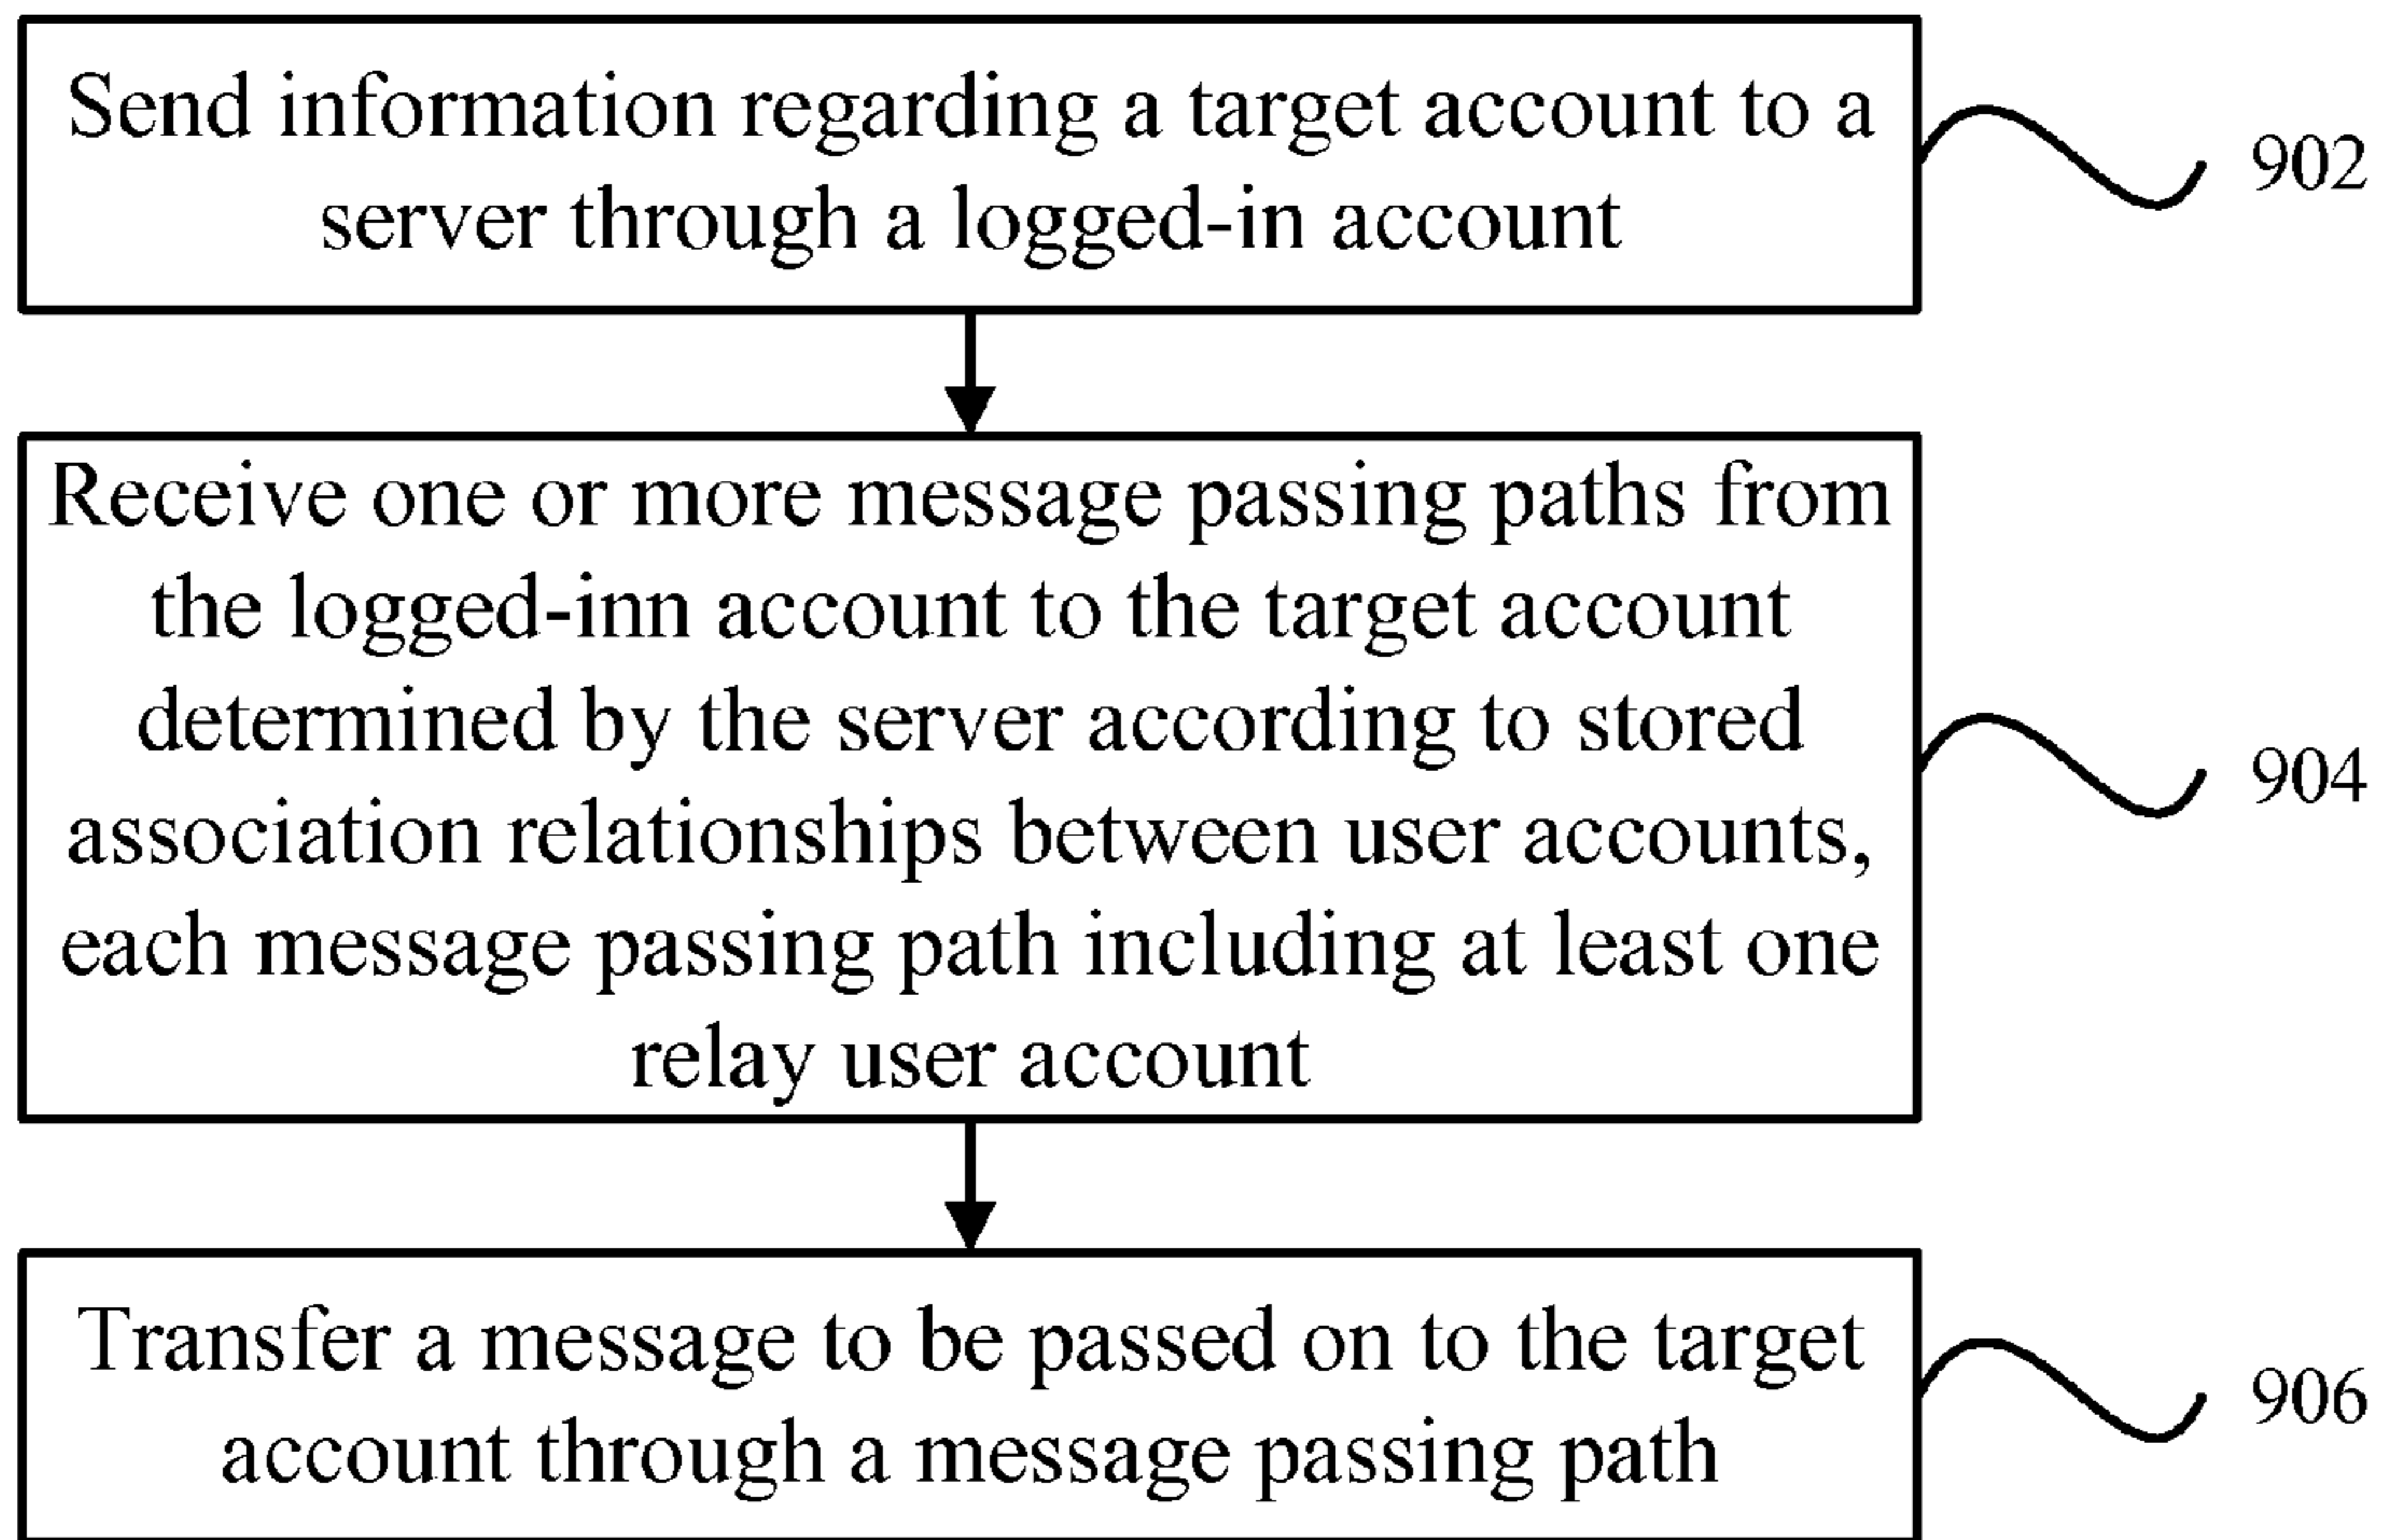 Send information regarding a target account to a
server through a logged-in account
902
Receive one or more message passing paths from
the logged-inn account to the target account
determined by the server according to stored
association relationships between user accounts,
each message passing path including at least one
relay user account
904
Transfer a message to be passed on to the target
account through a message passing path
906